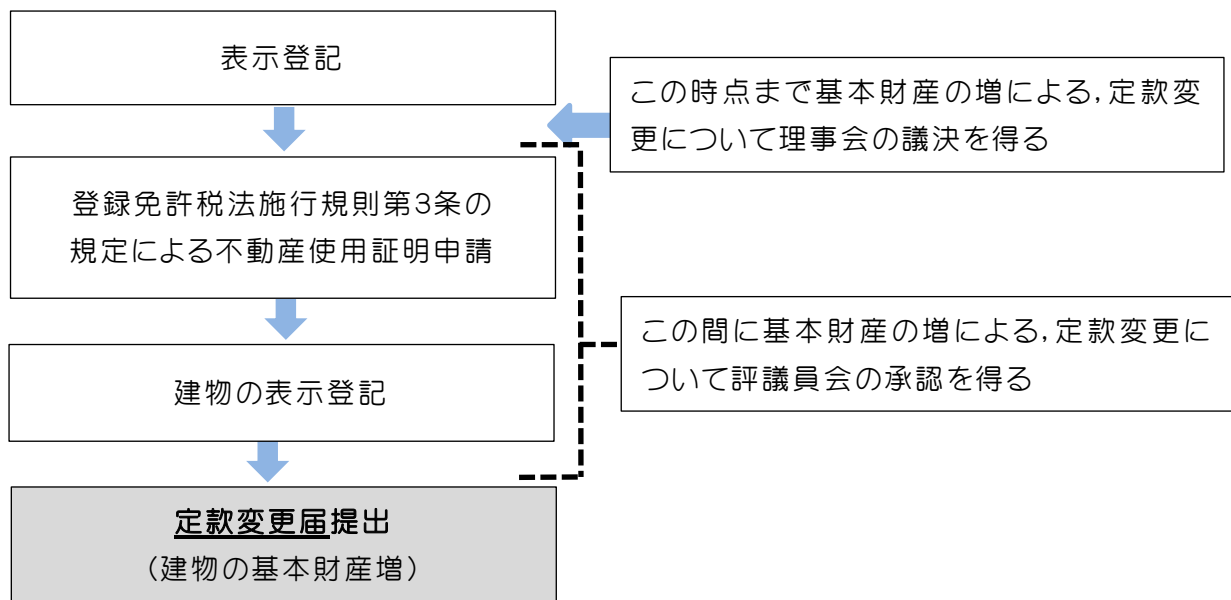 表示登記
この時点まで基本財産の増による,定款変
更について理事会の議決を得る
登録免許税法施行規則第3条の
規定による不動産使用証明申請
この間に基本財産の増による,定款変更に
ついて評議員会の承認を得る
建物の表示登記
定款変更届提出
（建物の基本財産増）